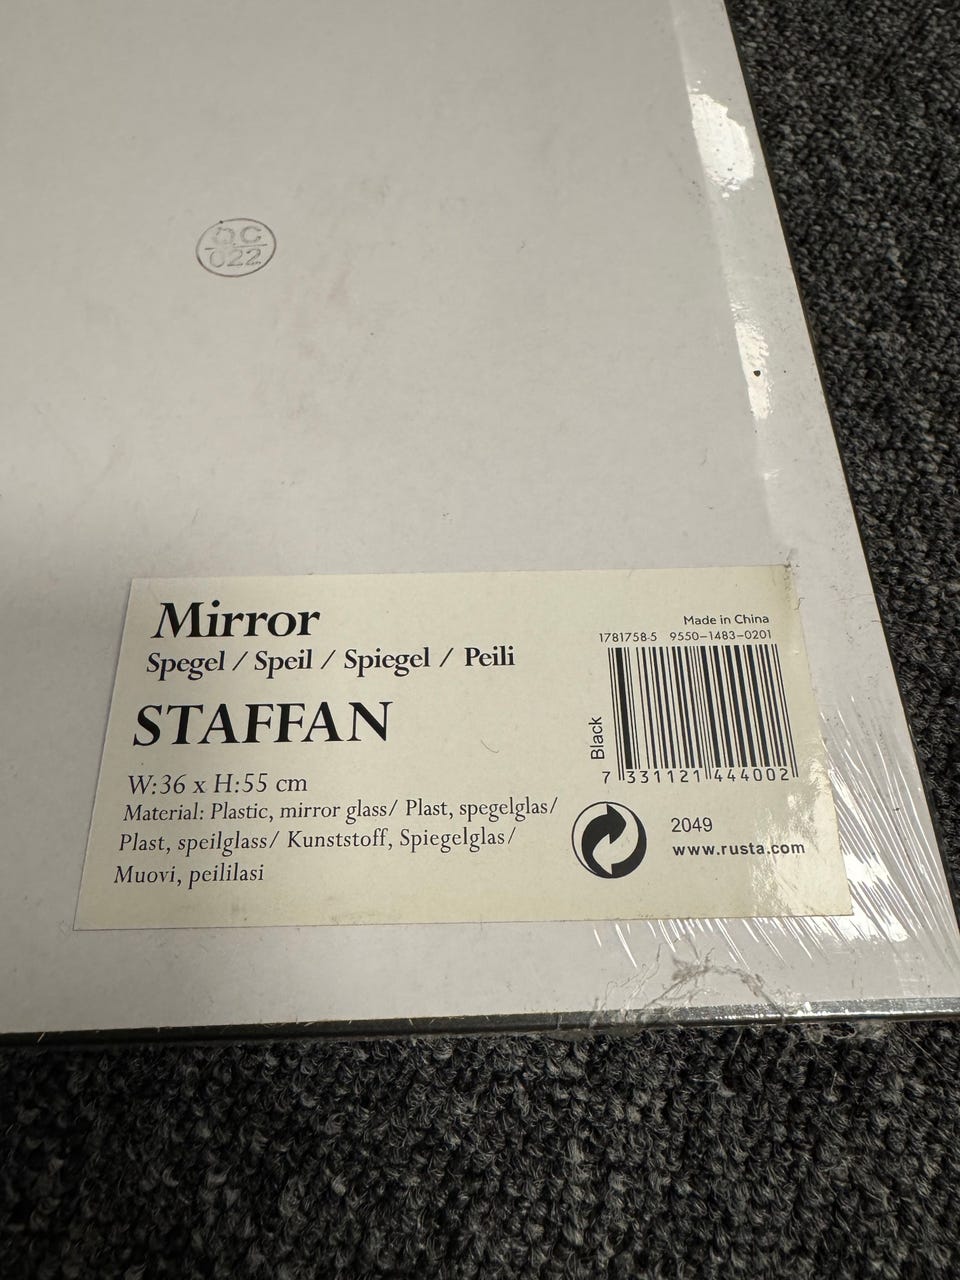 QC
022
Mirror
Spegel / Speil / Spiegel / Peili
STAFFAN
W:36 x H:55 cm
Material: Plastic, mirror glass/ Plast, spegelglas/
Plast, speilglass/ Kunststoff, Spiegelglas/
Muovi, peililasi
Made in China
1781758-5 9550-1483-0201
Black
7 331121 444002
2049
www.rusta.com